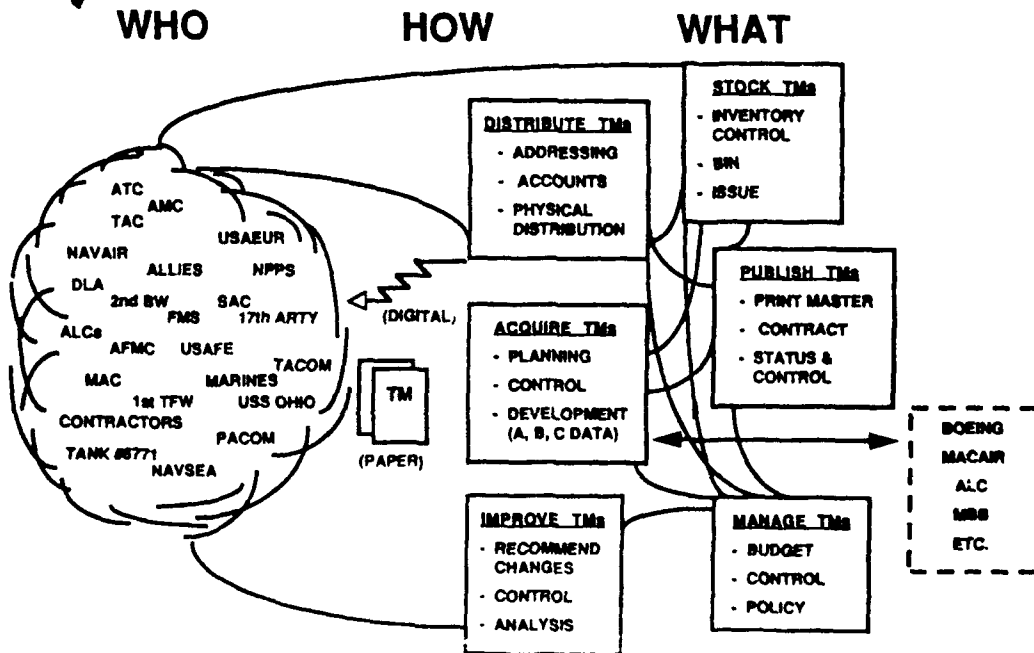 WHO HOW WHAT
ATC
AMC
TAC
USAEUR
NAVAIR
ALLIES
NPPS
DLA
2nd BW
SAC
FMS
17th ARTY
ALCs
AFMC
USAFE
TACOM
MAC
MARINES
1st TFW
USS OHIO
CONTRACTORS
PACOM
TANK #6771
NAVSEA
(DIGITAL)
TM
(PAPER)
DISTRIBUTE TMs
- ADDRESSING
- ACCOUNTS
- PHYSICAL
DISTRIBUTION
ACQUIRE TMs
- PLANNING
- CONTROL
- DEVELOPMENT
(A, B, C DATA)
IMPROVE TMs
- RECOMMEND
CHANGES
- CONTROL
- ANALYSIS
STOCK TMs
- INVENTORY
CONTROL
- BIN
- ISSUE
PUBLISH TMs
- PRINT MASTER
- CONTRACT
- STATUS &
CONTROL
MANAGE TMs
- BUDGET
- CONTROL
- POLICY
BOEING
MACAIR
ALC
MBB
ETC.